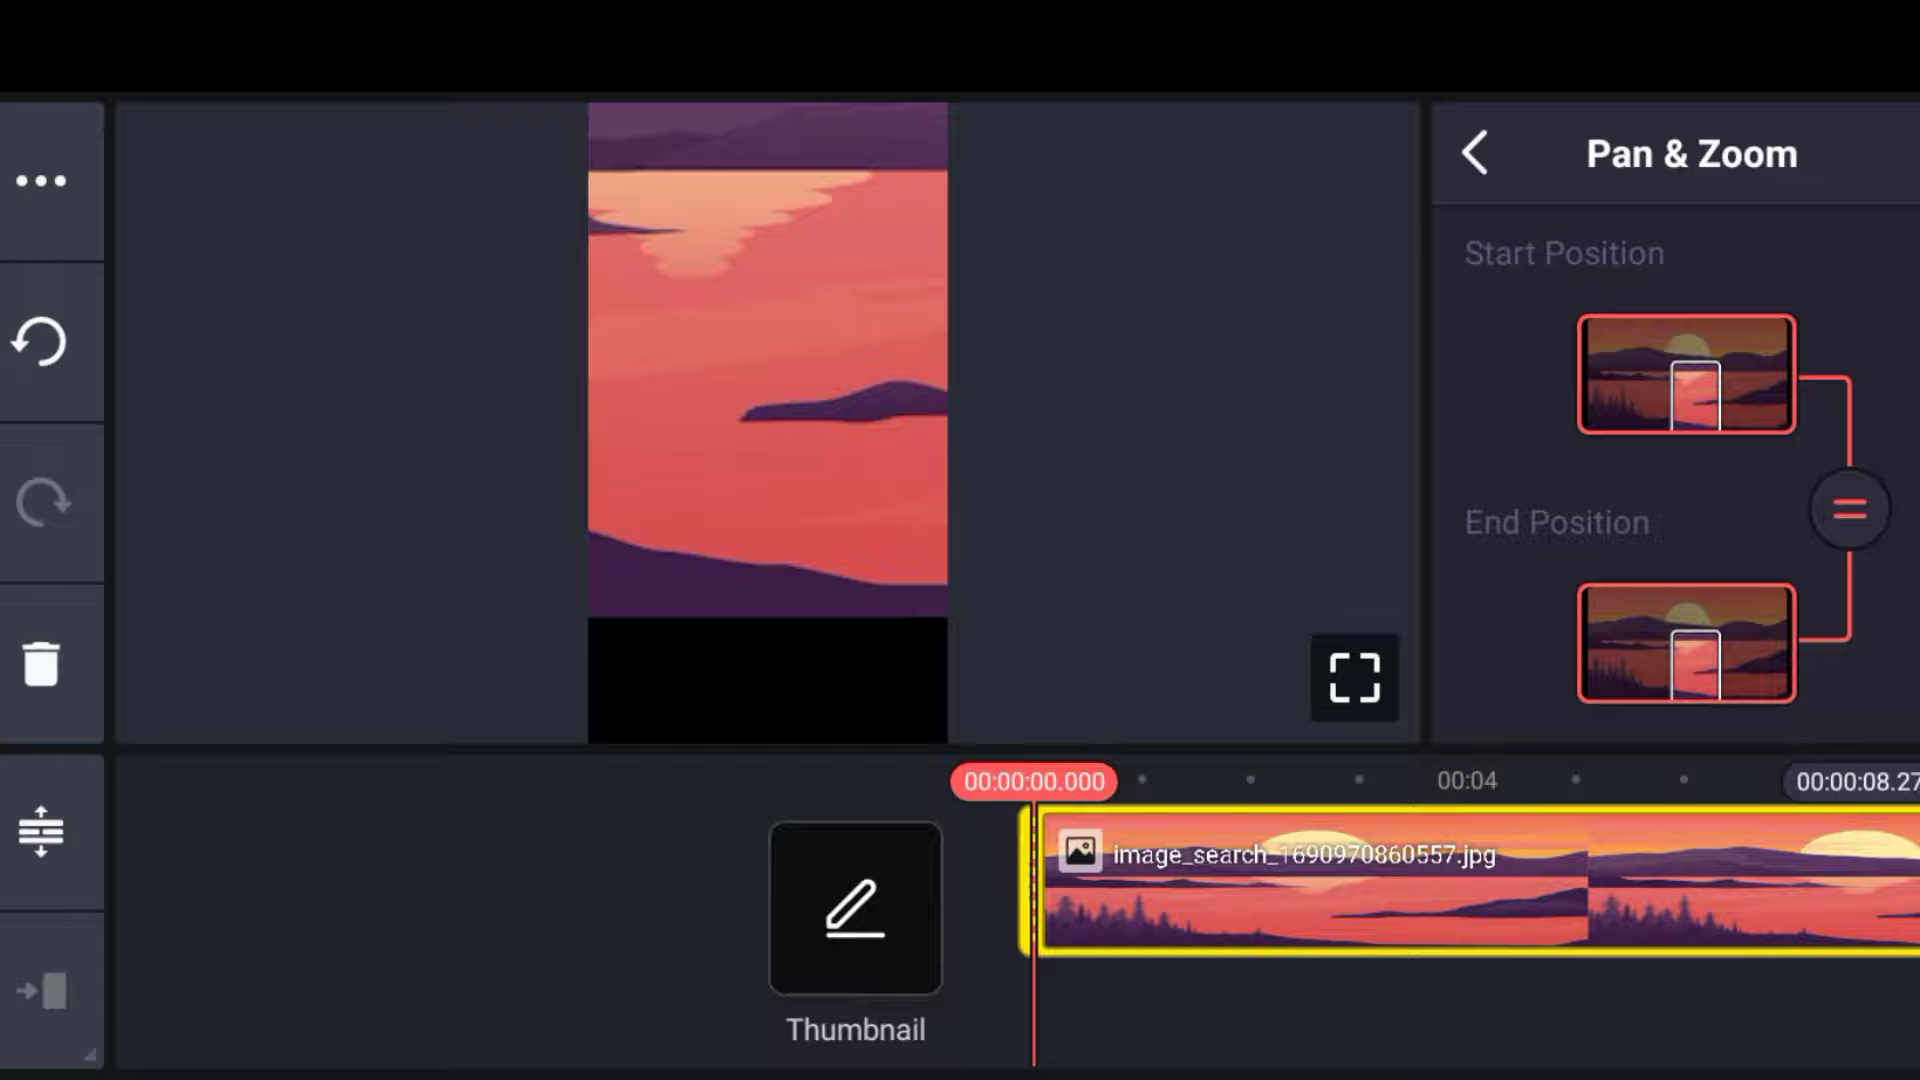 Pan & Zoom
Start Position
End Position
00:00:00.000
00:04
00:00:08.27
image_search_1690970860557.jpg
Thumbnail